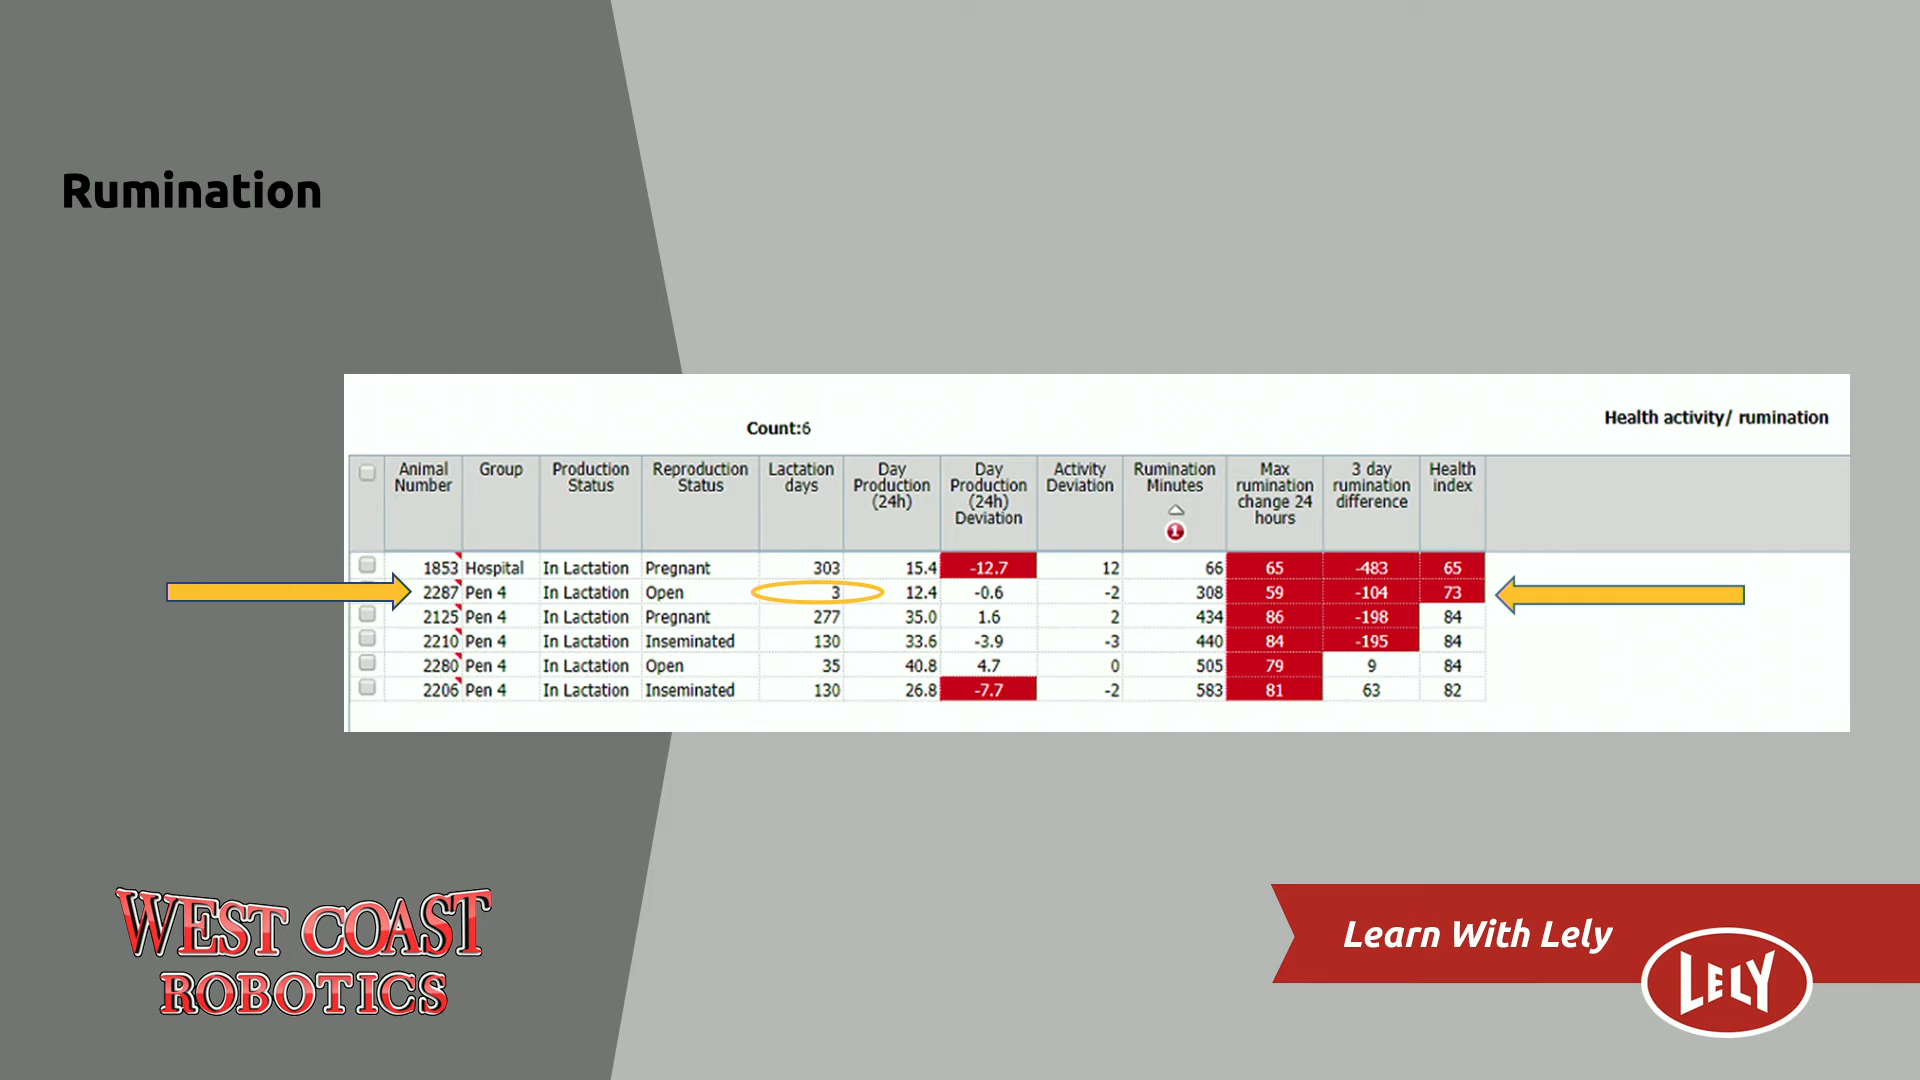 Rumination
Count:6
Health activity/ rumination
Animal Number Group Production Status Reproduction Status Lactation days Day Production (24h) Day Production (24h) Deviation Activity Deviation Rumination Minutes 1 Max rumination change 24 hours 3 day rumination difference Health index
1853 Hospital In Lactation Pregnant 303 15.4 -12.7 12 66 65 -483 65
2287 Pen 4 In Lactation Open 3 12.4 -0.6 -2 308 59 -104 73
2125 Pen 4 In Lactation Pregnant 277 35.0 1.6 2 434 86 -198 84
2210 Pen 4 In Lactation Inseminated 130 33.6 -3.9 -3 440 84 -195 84
2280 Pen 4 In Lactation Open 35 40.8 4.7 0 505 79 9 84
2206 Pen 4 In Lactation Inseminated 130 26.8 -7.7 -2 583 81 63 82
WEST COAST
ROBOTICS
Learn With Lely
LELY